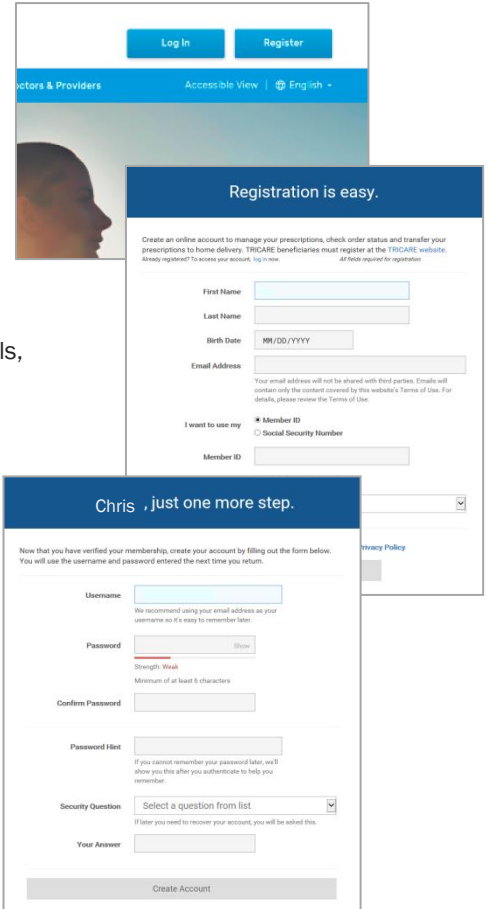 Log In
Register
ctors & Providers
Accessible View | English
Registration is easy.
Create an online account to manage your prescriptions, check order status and transfer your
prescriptions to home delivery. TRICARE beneficiaries must register at the TRICARE website.
Already registered? To access your account, log in now.
All fields required for registration.
First Name
Last Name
ls,
Birth Date
MM/DD/YYYY
Email Address
Your email address will not be shared with third parties. Emails will
contain only the content covered by this website's Terms of Use. For
details, please review the Terms of Use.
I want to use my
Member ID
Social Security Number
Member ID
rivacy Policy
Chris , just one more step.
Now that you have verified your membership, create your account by filling out the form below.
You will use the username and password entered the next time you return.
Username
We recommend using your email address as your
username so it's easy to remember later.
Password
Show
Strength: Weak
Minimum of at least 6 characters
Confirm Password
Password Hint
If you cannot remember your password later, we'll
show you this after you authenticate to help you
remember.
Security Question
Select a question from list
If later you need to recover your account, you will be asked this.
Your Answer
Create Account